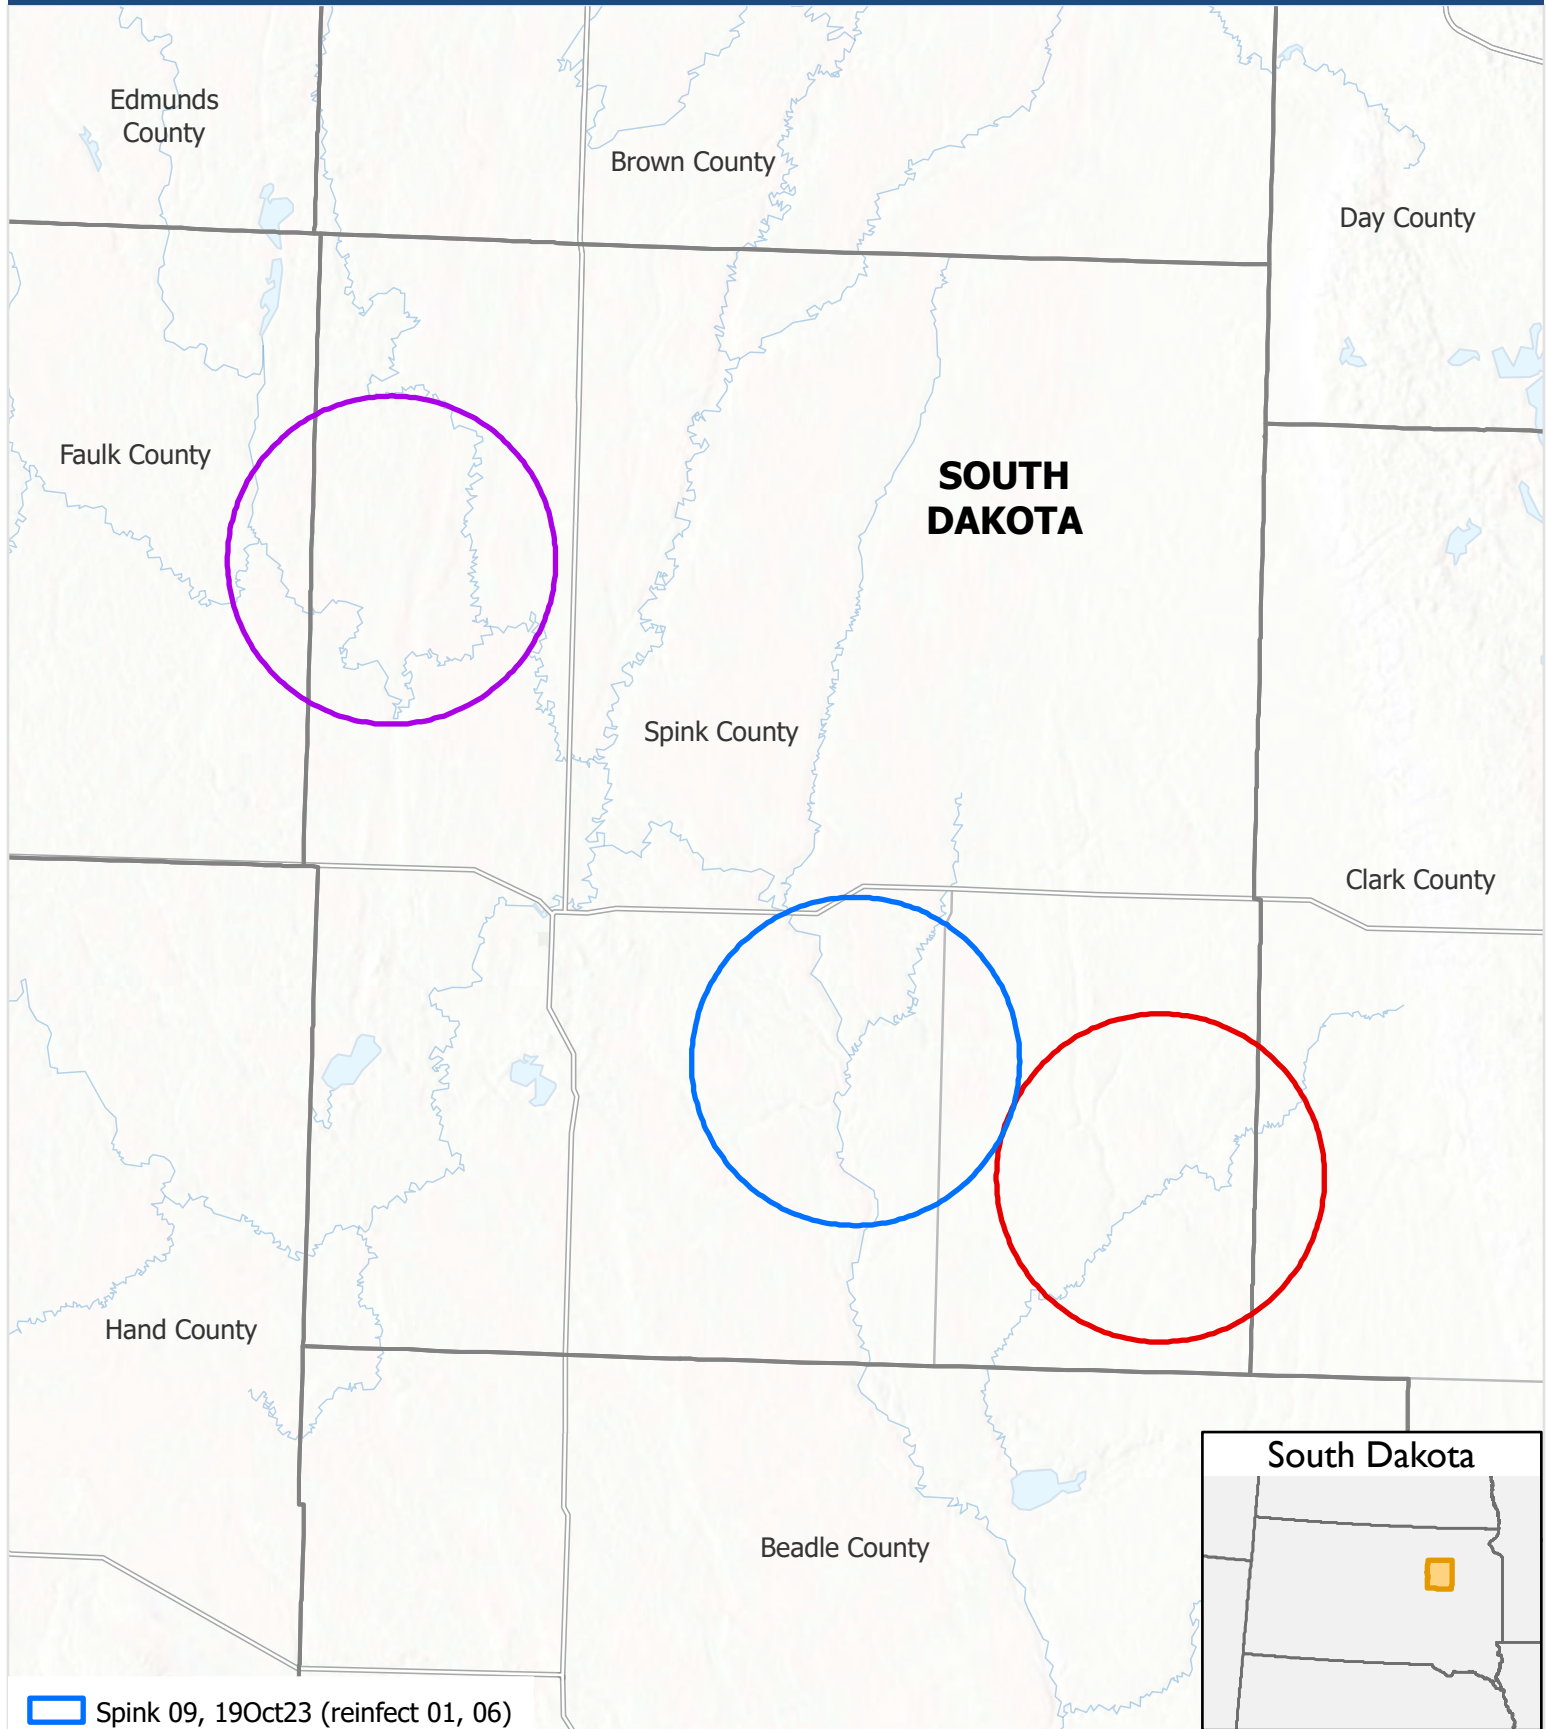 Edmunds
County
Brown County
Day County
Faulk County
SOUTH
DAKOTA
Spink County
Clark County
Hand County
South Dakota
Beadle County
Spink 09, 19Oct23 (reinfect 01, 06)